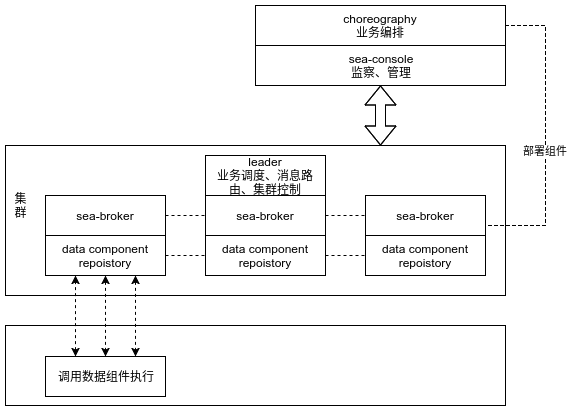 choreography
业务编排
sea-console
监察、管理
部署组件
集
群
leader
业务调度、消息路
由、集群控制
sea-broker
sea-broker
sea-broker
data component
repoistory
data component
repoistory
data component
repoistory
调用数据组件执行